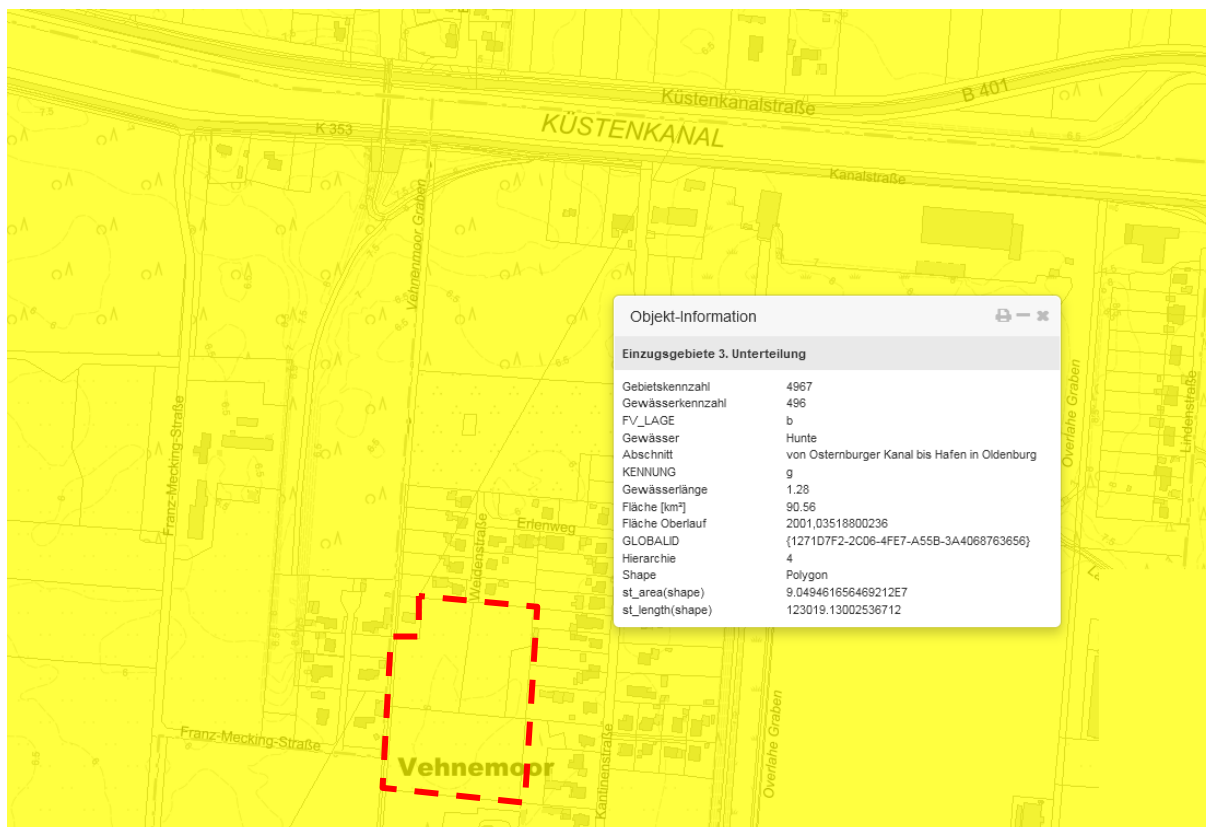 Küstenkanalstraße
B 401
K 353
KÜSTENKANAL
Kanalstraße
Vehnemoor Graben
Objekt-Information
Einzugsgebiete 3. Unterteilung
Gebietskennzahl 4967
Gewässerkennzahl 496
FV_LAGE b
Gewässer Hunte
Abschnitt von Osternburger Kanal bis Hafen in Oldenburg
KENNUNG g
Gewässerlänge 1.28
Fläche [km²] 90.56
Fläche Oberlauf 2001,03518800236
GLOBALID {1271D7F2-2C06-4FE7-A55B-3A4068763656}
Hierarchie 4
Shape Polygon
st_area(shape) 9.049461656469212E7
st_length(shape) 123019.13002536712
Overlahe Graben
Lindenstraße
Franz-Mecking-Straße
Weidenstraße
Erlenweg
Franz-Mecking-Straße
Vehnemoor
Kantinenstraße
Overlahe Graben